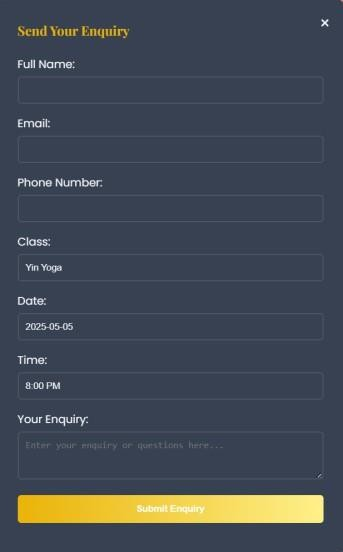 Send Your Enquiry
×
Full Name:
Email:
Phone Number:
Class:
Yin Yoga
Date:
2025-05-05
Time:
8:00 PM
Your Enquiry:
Enter your enquiry or questions here...
Submit Enquiry